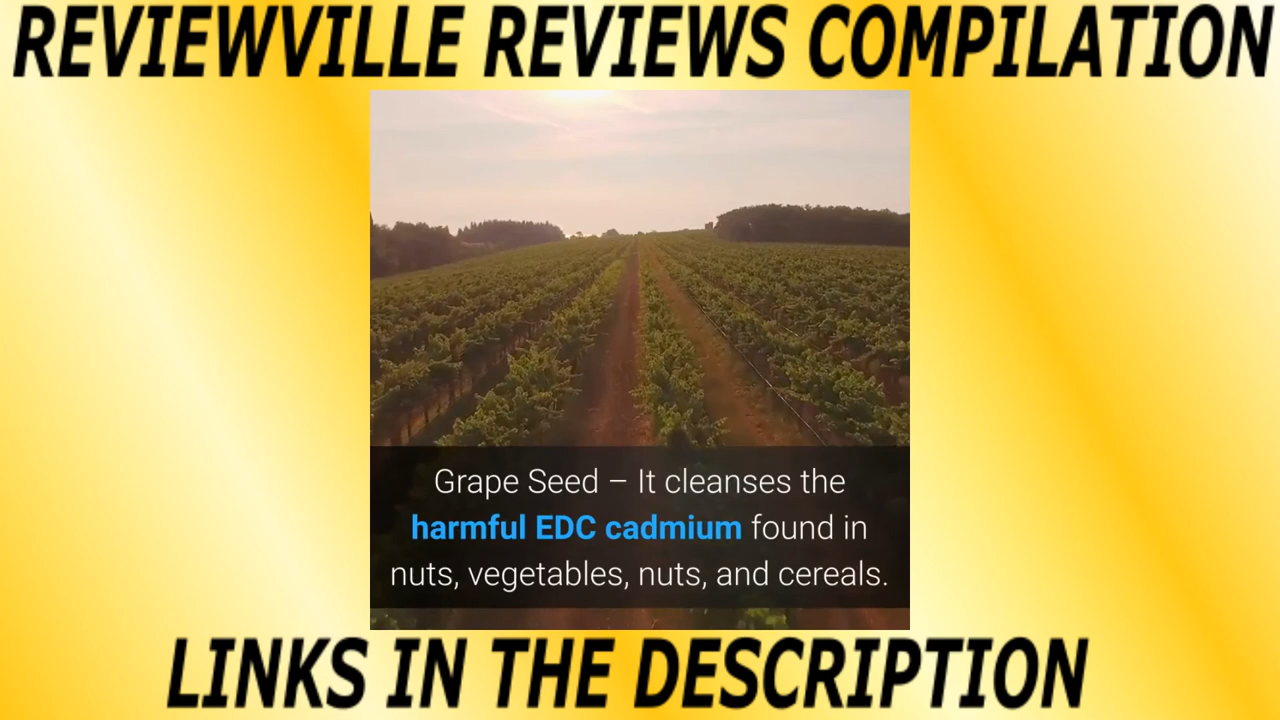 REVIEWVILLE REVIEWS COMPILATION
Grape Seed – It cleanses the
harmful EDC cadmium found in
nuts, vegetables, nuts, and cereals.
LINKS IN THE DESCRIPTION